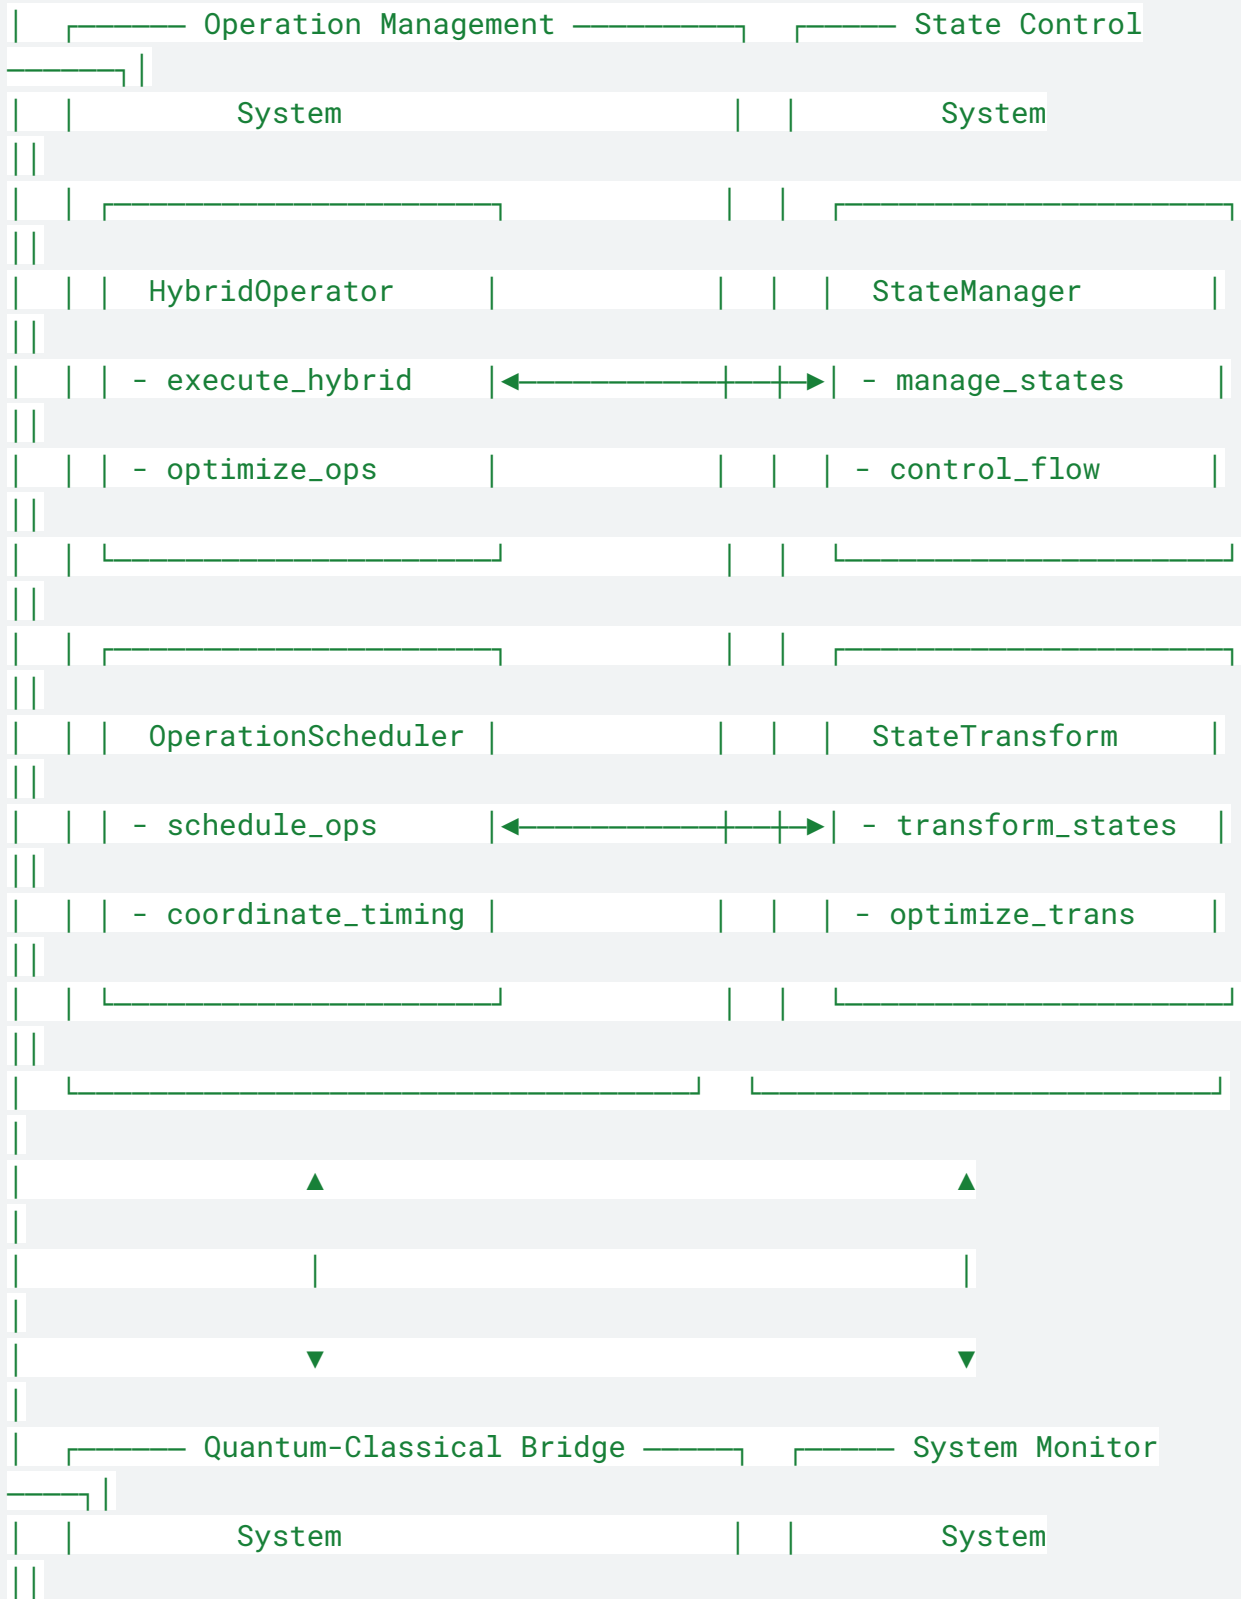 │  ┌────── Operation Management ─────────┐  ┌───── State Control
──────┐│
│  │         System                      │  │        System
││
│  │ ┌─────────────────────┐            │  │  ┌─────────────────────┐
││
│  │ │  HybridOperator     │            │  │  │  StateManager       │
││
│  │ │ - execute_hybrid    │◄───────────┼──┼─►│ - manage_states     │
││
│  │ │ - optimize_ops      │            │  │  │ - control_flow      │
││
│  │ └─────────────────────┘            │  │  └─────────────────────┘
││
│  │ ┌─────────────────────┐            │  │  ┌─────────────────────┐
││
│  │ │  OperationScheduler │            │  │  │  StateTransform     │
││
│  │ │ - schedule_ops      │◄───────────┼──┼─►│ - transform_states  │
││
│  │ │ - coordinate_timing │            │  │  │ - optimize_trans    │
││
│  │ └─────────────────────┘            │  │  └─────────────────────┘
││
│  └──────────────────────────────────┘  └─────────────────────────┘
│
│                ▲                                   ▲
│
│                │                                   │
│
│                ▼                                   ▼
│
│  ┌────── Quantum-Classical Bridge ─────┐  ┌───── System Monitor
────┐│
│  │         System                      │  │        System
││